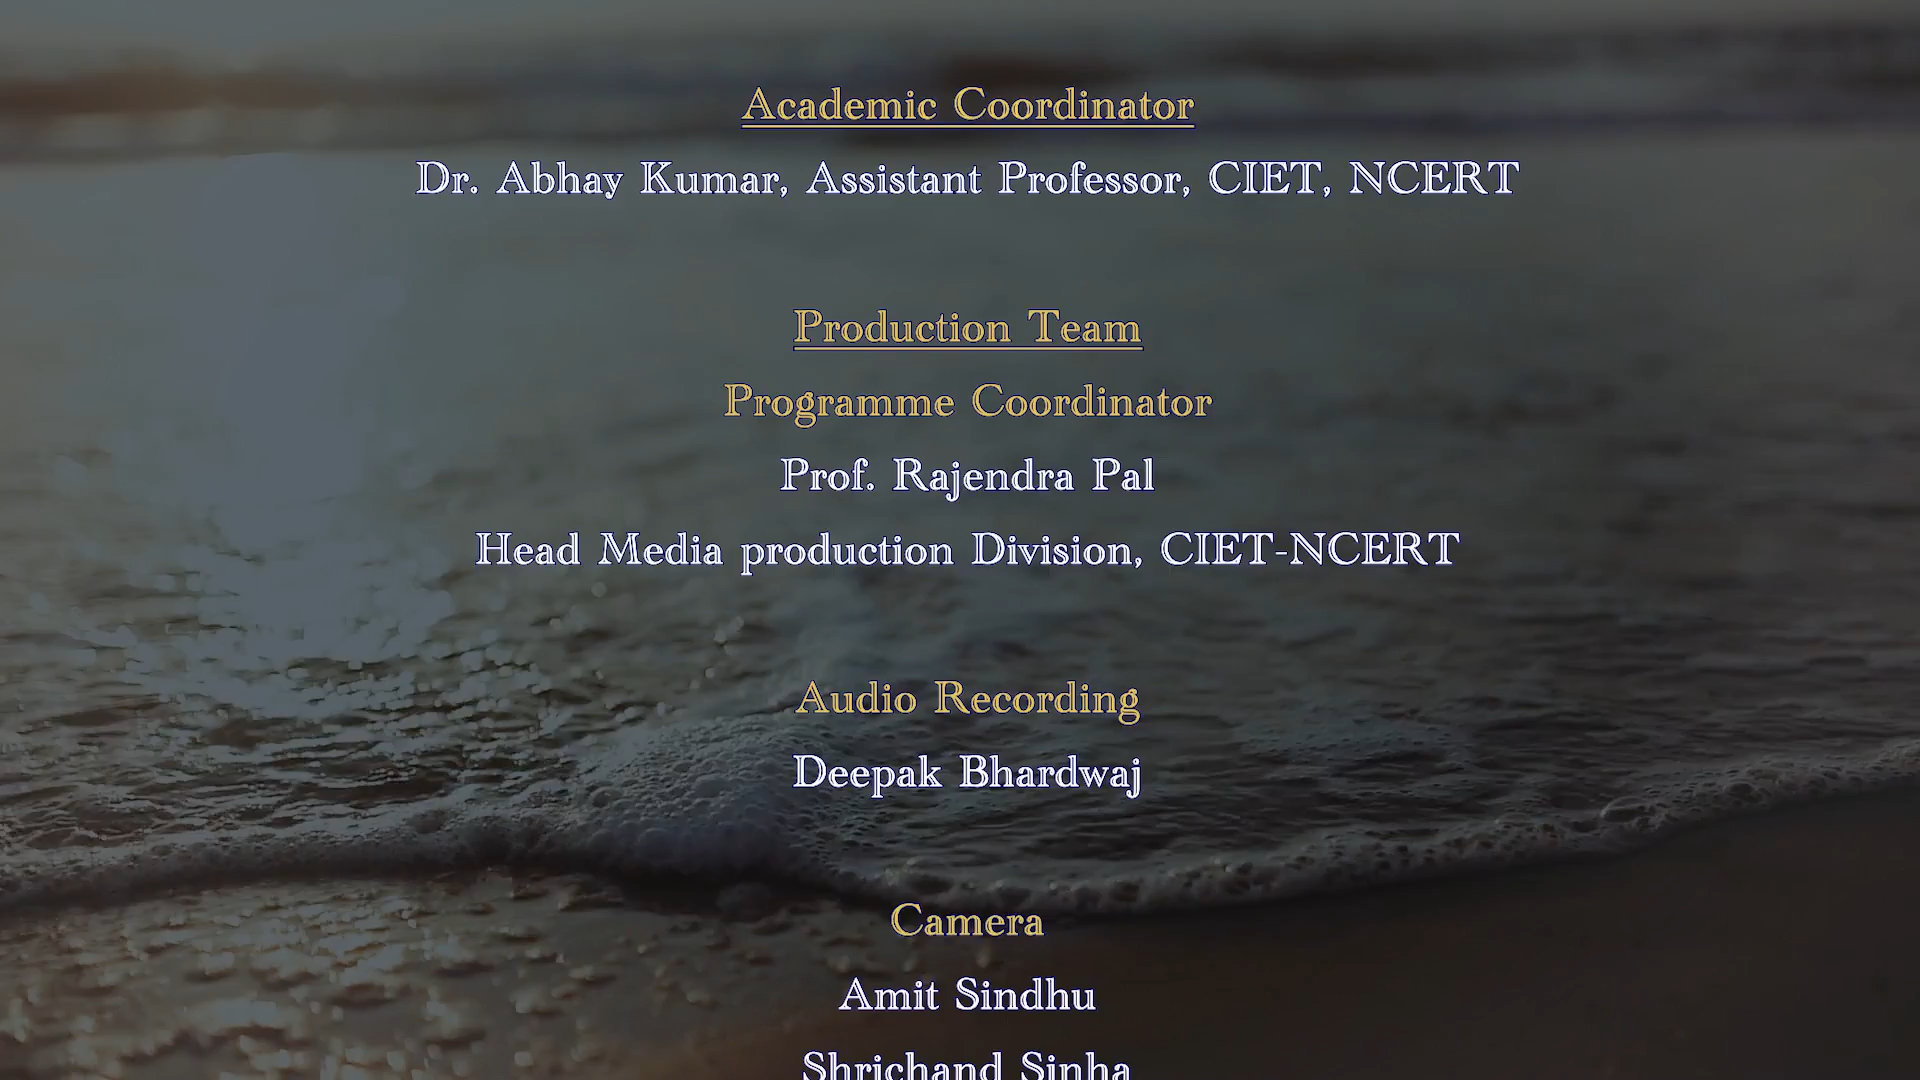 Academic Coordinator
Dr. Abhay Kumar, Assistant Professor, CIET, NCERT
Production Team
Programme Coordinator
Prof. Rajendra Pal
Head Media production Division, CIET-NCERT
Audio Recording
Deepak Bhardwaj
Camera
Amit Sindhu
Shrichand Sinha